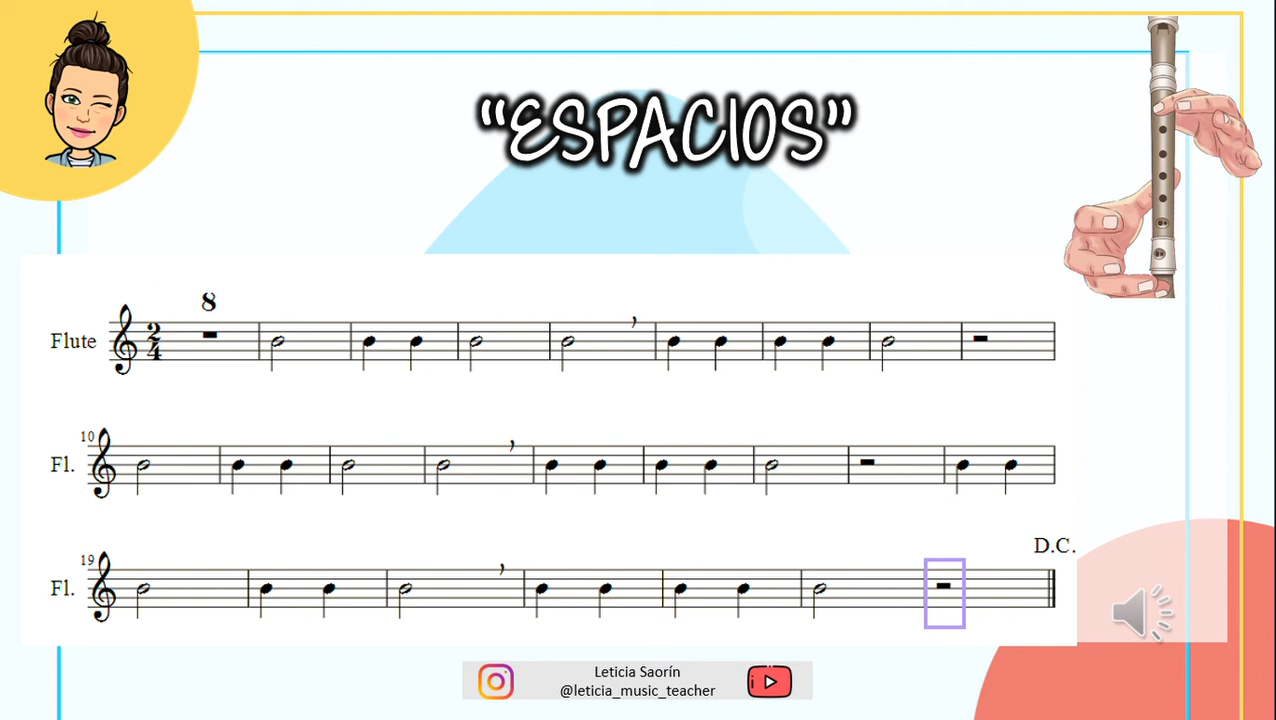 "ESPACIOS"
8
Flute
2
4
10
Fl.
19
Fl.
D.C.
Leticia Saorín
@leticia_music_teacher